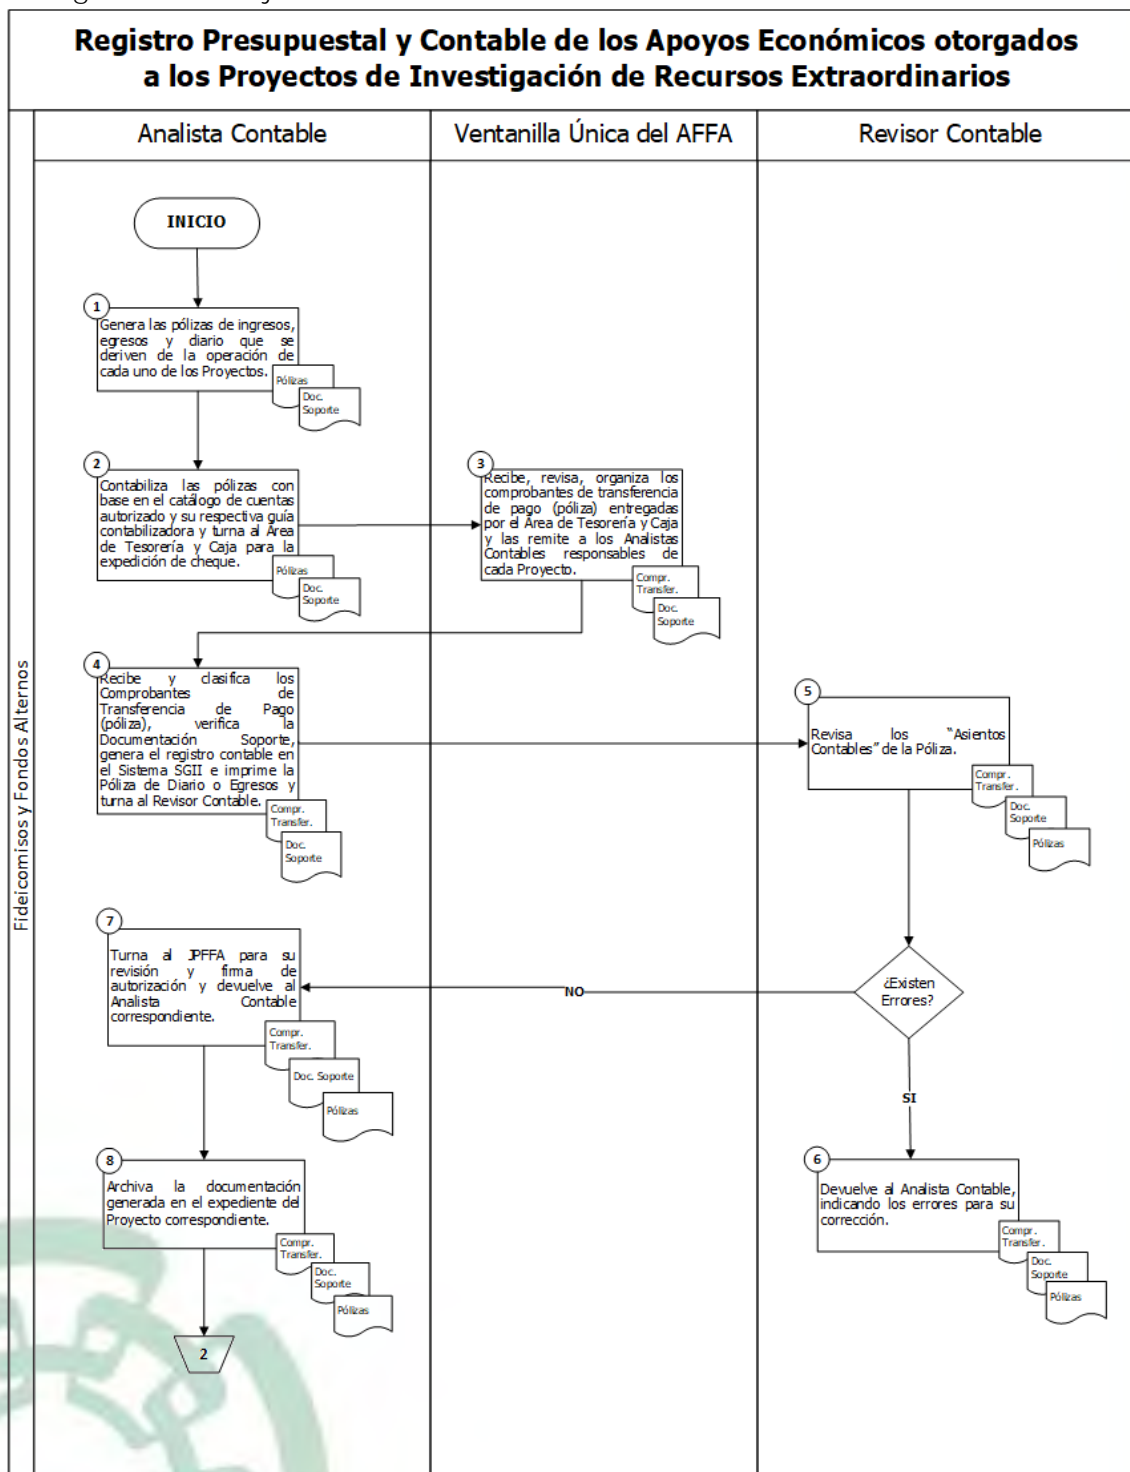 Registro Presupuestal y Contable de los Apoyos Económicos otorgados
a los Proyectos de Investigación de Recursos Extraordinarios
Fideicomisos y Fondos Alternos
Analista Contable
Ventanilla Única del AFFA
Revisor Contable
INICIO
1
Genera las pólizas de ingresos,
egresos y diario que se
deriven de la operación de
cada uno de los Proyectos.
Pólizas
Doc.
Soporte
2
Contabiliza las pólizas con
base en el catálogo de cuentas
autorizado y su respectiva guía
contabilizadora y turna al Área
de Tesorería y Caja para la
expedición de cheque.
Pólizas
Doc.
Soporte
3
Recibe, revisa, organiza los
comprobantes de transferencia
de pago (póliza) entregadas
por el Área de Tesorería y Caja
y las remite a los Analistas
Contables responsables de
cada Proyecto.
Compr.
Transfer.
Doc.
Soporte
4
Recibe y clasifica los
Comprobantes de
Transferencia de Pago
(póliza), verifica la
Documentación Soporte,
genera el registro contable en
el Sistema SGII e imprime la
Póliza de Diario o Egresos y
turna al Revisor Contable.
Compr.
Transfer.
Doc.
Soporte
5
Revisa los "Asientos
Contables" de la Póliza.
Compr.
Transfer.
Doc.
Soporte
Pólizas
¿Existen
Errores?
NO
SI
7
Turna al JPFFA para su
revisión y firma de
autorización y devuelve al
Analista Contable
correspondiente.
Compr.
Transfer.
Doc. Soporte
Pólizas
6
Devuelve al Analista Contable,
indicando los errores para su
corrección.
Compr.
Transfer.
Doc.
Soporte
Pólizas
8
Archiva la documentación
generada en el expediente del
Proyecto correspondiente.
Compr.
Transfer.
Doc.
Soporte
Pólizas
2